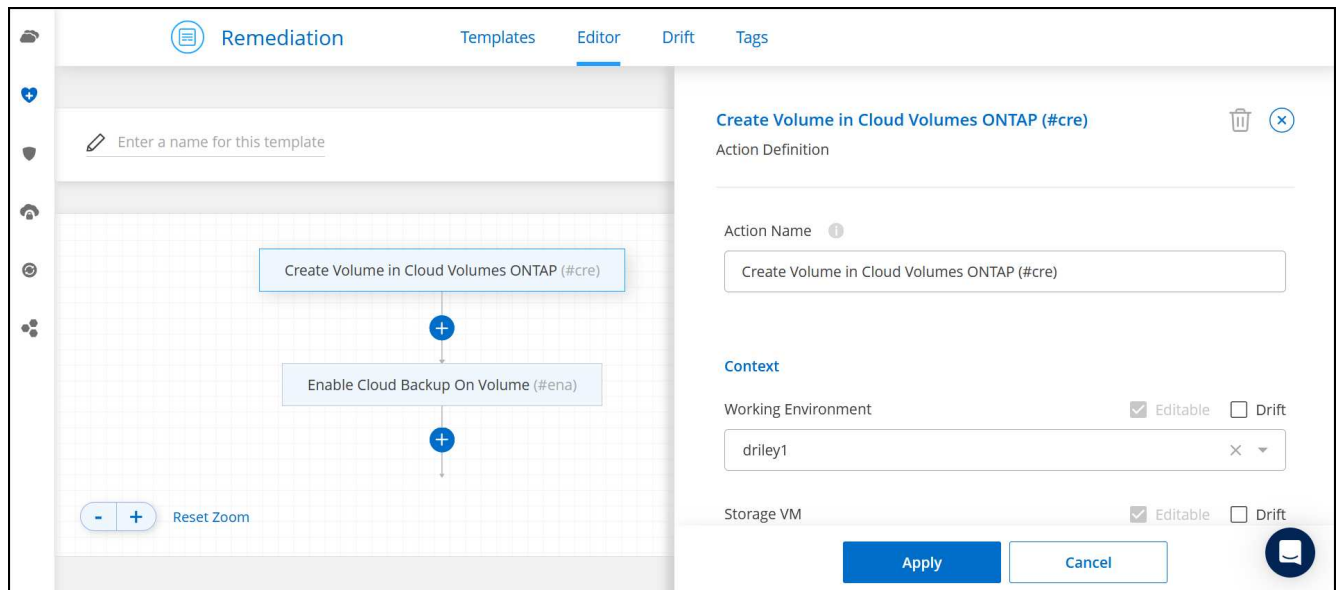 Remediation
Templates
Editor
Drift
Tags
Enter a name for this template
Create Volume in Cloud Volumes ONTAP (#cre)
Enable Cloud Backup On Volume (#ena)
- + Reset Zoom
Create Volume in Cloud Volumes ONTAP (#cre)
Action Definition
Action Name
Create Volume in Cloud Volumes ONTAP (#cre)
Context
Working Environment Editable Drift
driley1
Storage VM Editable Drift
Apply Cancel